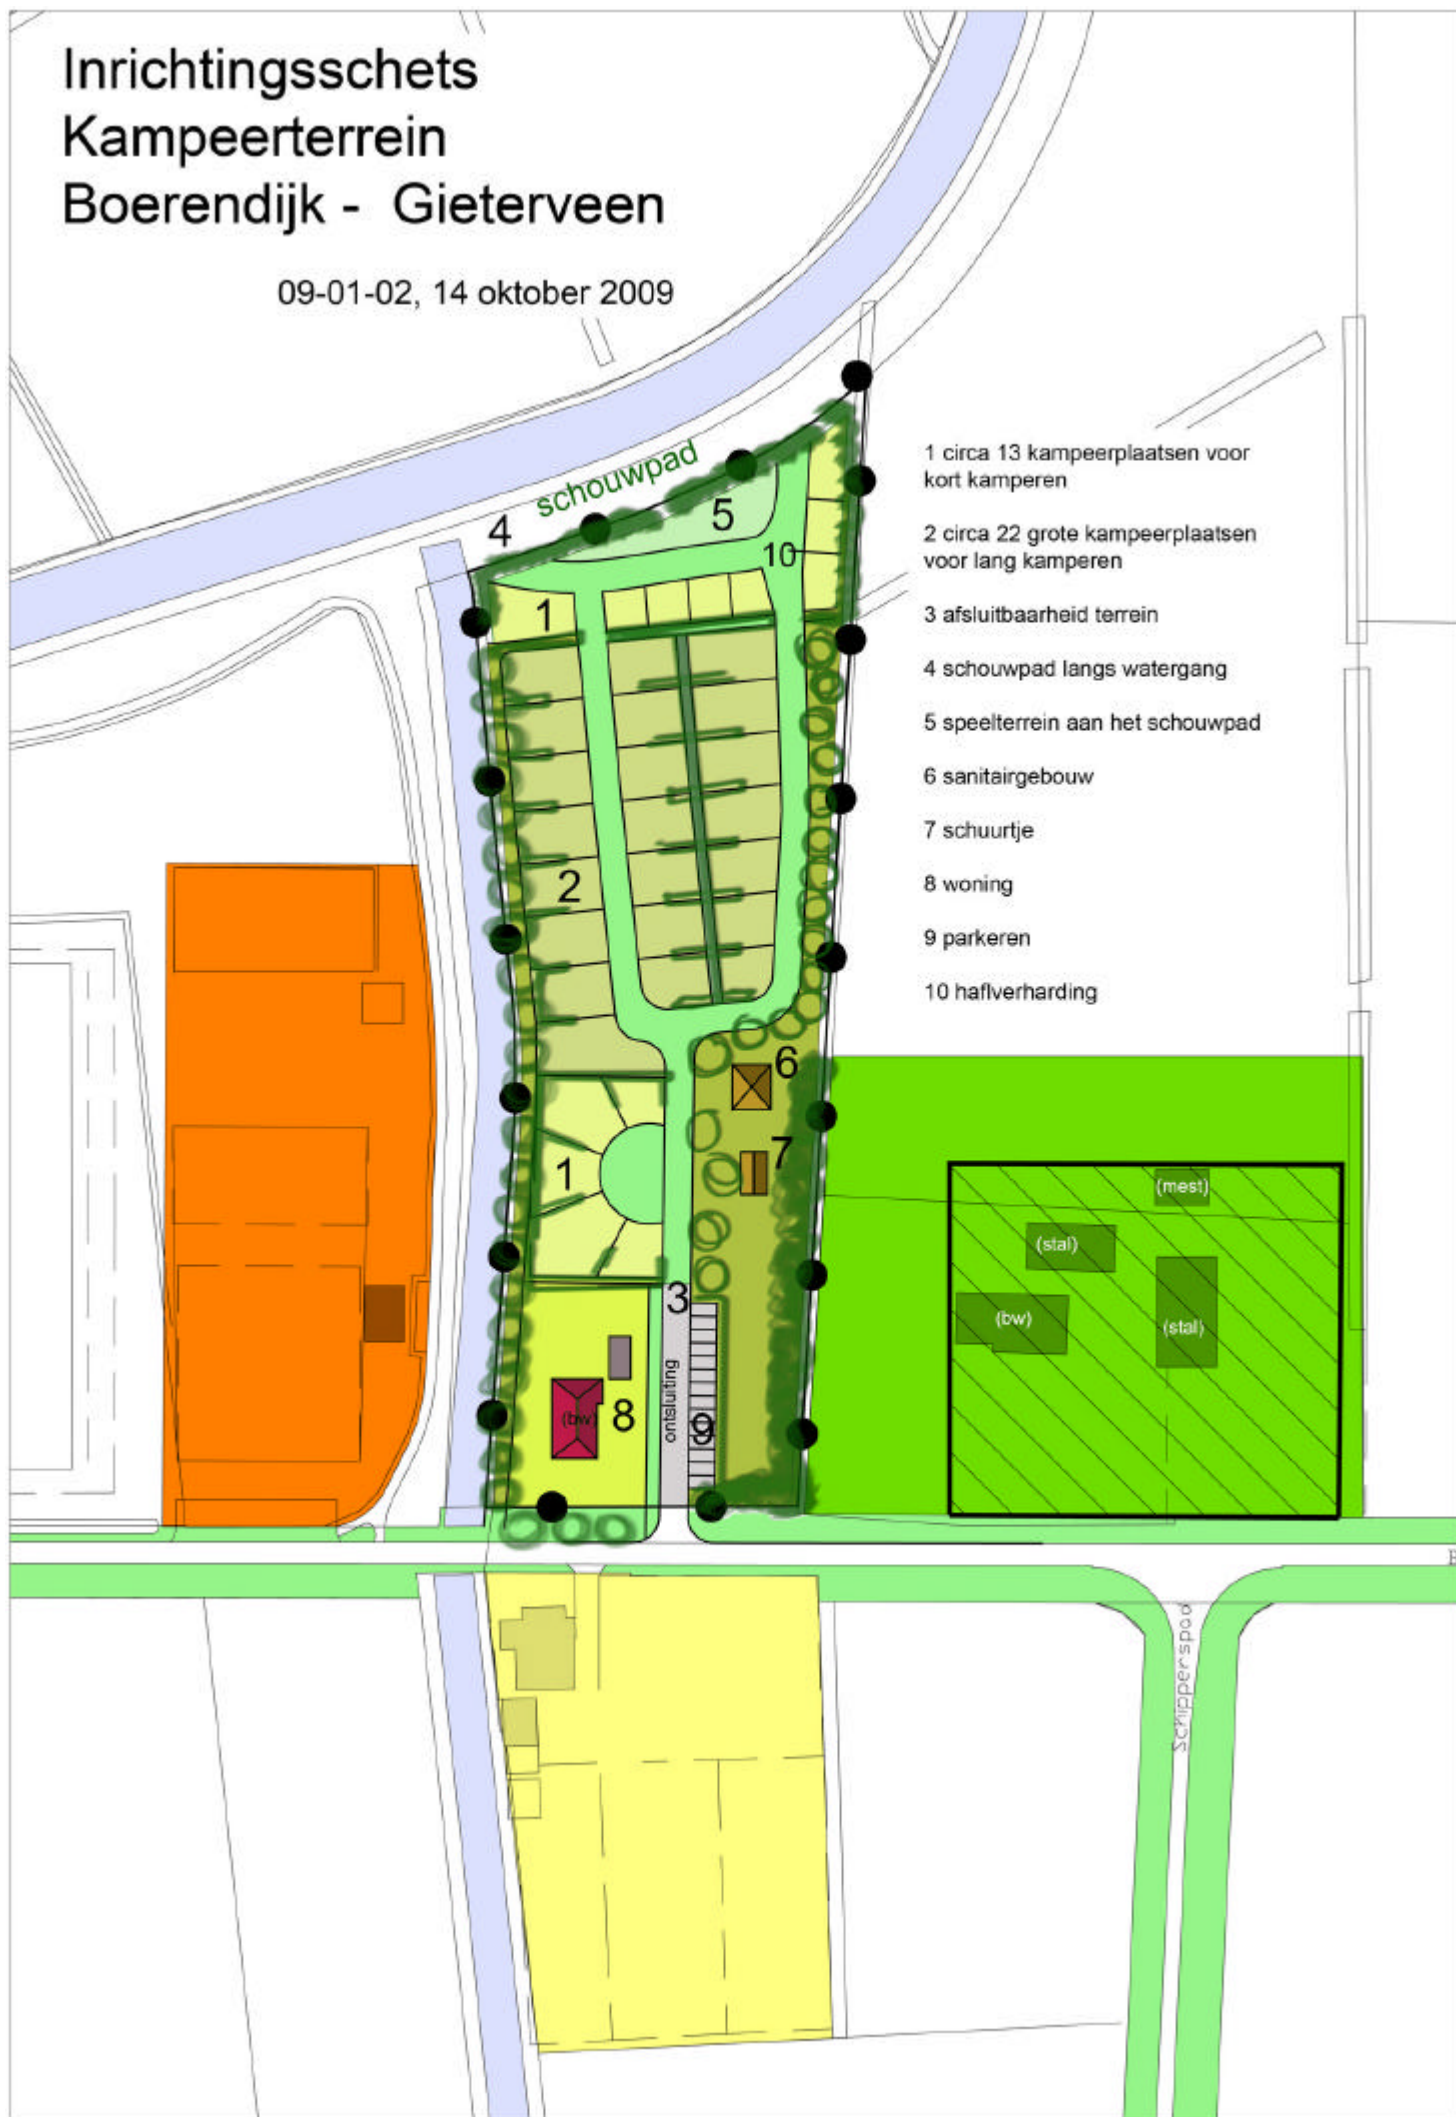 Inrichtingsschets
Kampeerterrein
Boerendijk - Gieterveen
09-01-02, 14 oktober 2009
1 circa 13 kampeerplaatsen voor
kort kamperen
2 circa 22 grote kampeerplaatsen
voor lang kamperen
3 afsluitbaarheid terrein
4 schouwpad langs watergang
5 speelterrein aan het schouwpad
6 sanitairgebouw
7 schuurtje
8 woning
9 parkeren
10 haflverharding
schouwpad
4
5
10
1
2
6
7
1
3
ontsluiting
(bw)
8
9
(mest)
(stal)
(bw)
(stal)